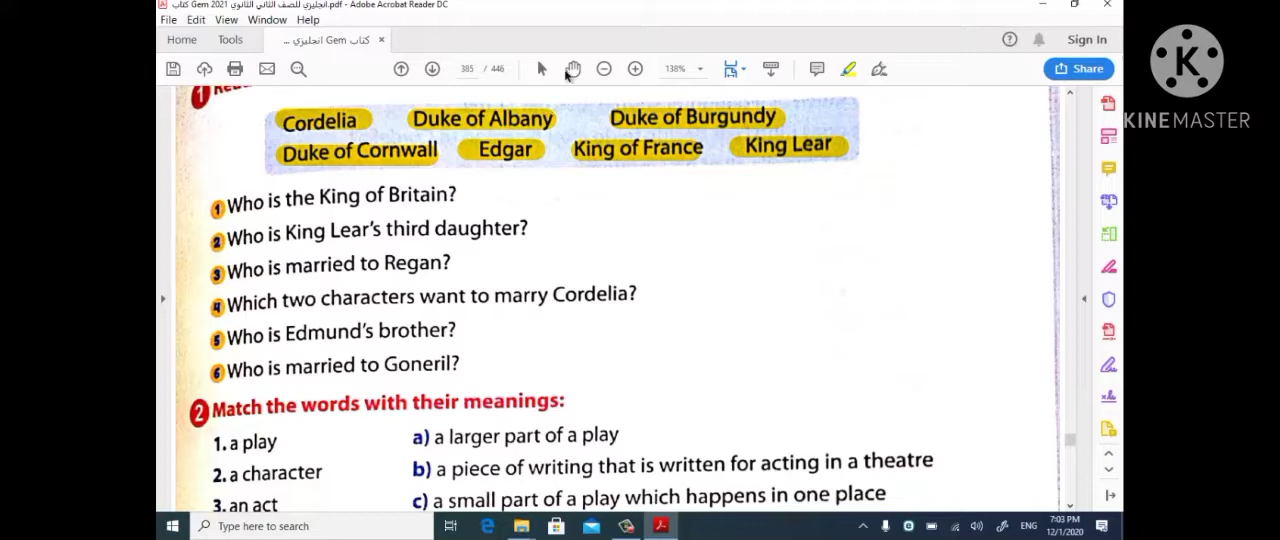 انجليزي للصف الثاني الثانوي 2021 Gem كتاب.pdf - Adobe Acrobat Reader DC
File Edit View Window Help
Home Tools كتاب Gem انجليزي ... × Sign In
385 / 446 138% Share
K
KINEMASTER
1
Cordelia Duke of Albany Duke of Burgundy
Duke of Cornwall Edgar King of France King Lear
1 Who is the King of Britain?
2 Who is King Lear's third daughter?
3 Who is married to Regan?
4 Which two characters want to marry Cordelia?
5 Who is Edmund's brother?
6 Who is married to Goneril?
2 Match the words with their meanings:
1. a play a) a larger part of a play
2. a character b) a piece of writing that is written for acting in a theatre
3. an act c) a small part of a play which happens in one place
Type here to search ENG 7:03 PM
12/1/2020